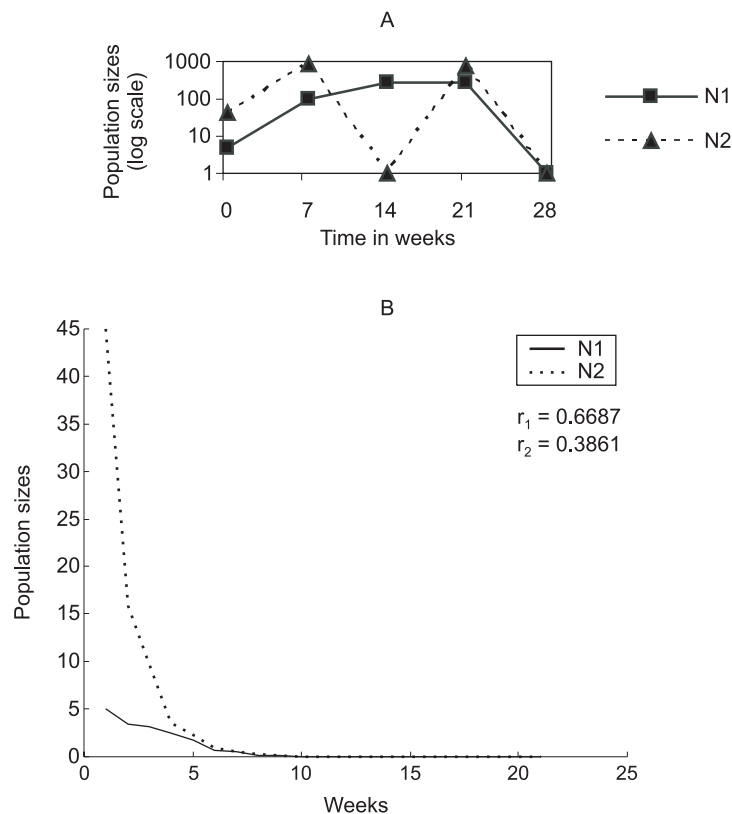 A
Population sizes
(log scale)
1000
100
10
1
0 7 14 21 28
Time in weeks
N1
N2
B
Population sizes
45
40
35
30
25
20
15
10
5
0
0 5 10 15 20 25
Weeks
N1
N2
r₁ = 0.6687
r₂ = 0.3861